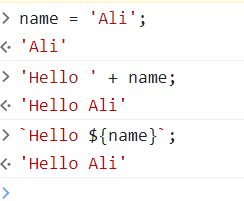 > name = 'Ali';
<· 'Ali'
> 'Hello ' + name;
<· 'Hello Ali'
> `Hello ${name}`;
<· 'Hello Ali'
>